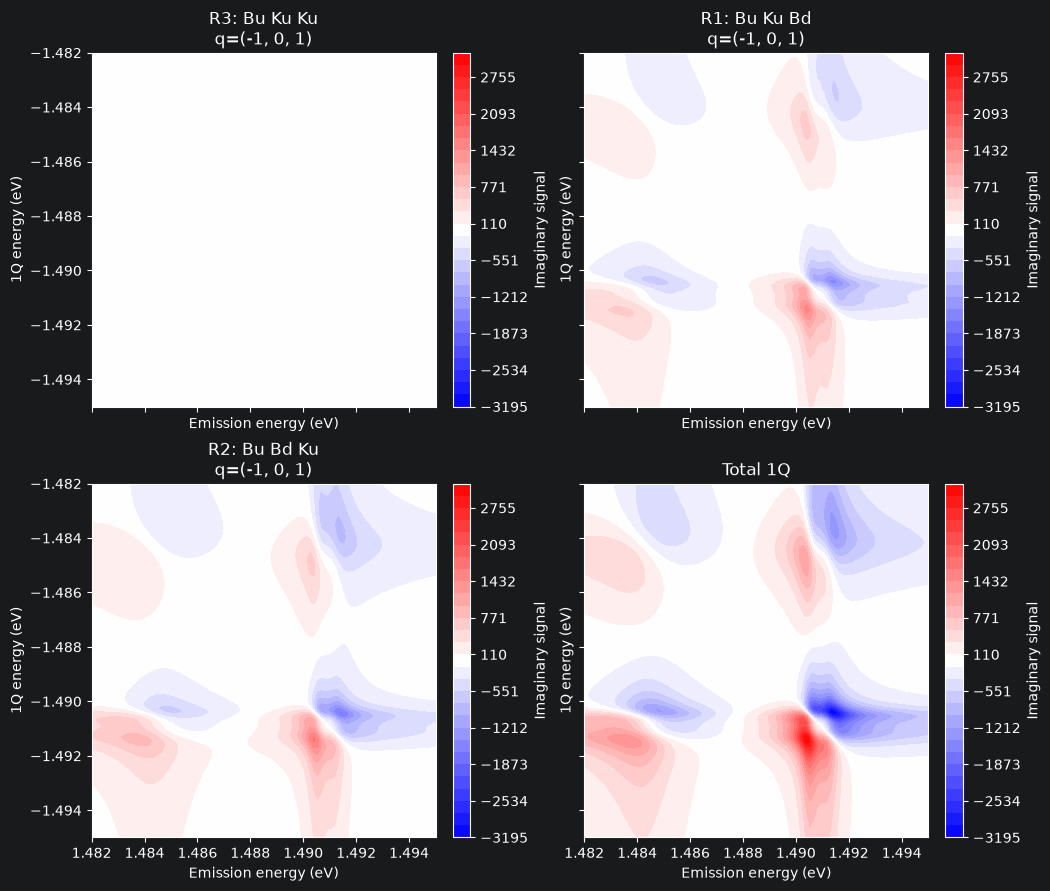 R3: Bu Ku Ku
q=(-1, 0, 1)
−1.482
−1.484
−1.486
−1.488
−1.490
−1.492
−1.494
1Q energy (eV)
Emission energy (eV)
2755
2093
1432
771
110
−551
−1212
−1873
−2534
−3195
Imaginary signal
R1: Bu Ku Bd
q=(-1, 0, 1)
1Q energy (eV)
Emission energy (eV)
2755
2093
1432
771
110
−551
−1212
−1873
−2534
−3195
Imaginary signal
R2: Bu Bd Ku
q=(-1, 0, 1)
−1.482
−1.484
−1.486
−1.488
−1.490
−1.492
−1.494
1Q energy (eV)
1.482 1.484 1.486 1.488 1.490 1.492 1.494
Emission energy (eV)
2755
2093
1432
771
110
−551
−1212
−1873
−2534
−3195
Imaginary signal
Total 1Q
1Q energy (eV)
1.482 1.484 1.486 1.488 1.490 1.492 1.494
Emission energy (eV)
2755
2093
1432
771
110
−551
−1212
−1873
−2534
−3195
Imaginary signal